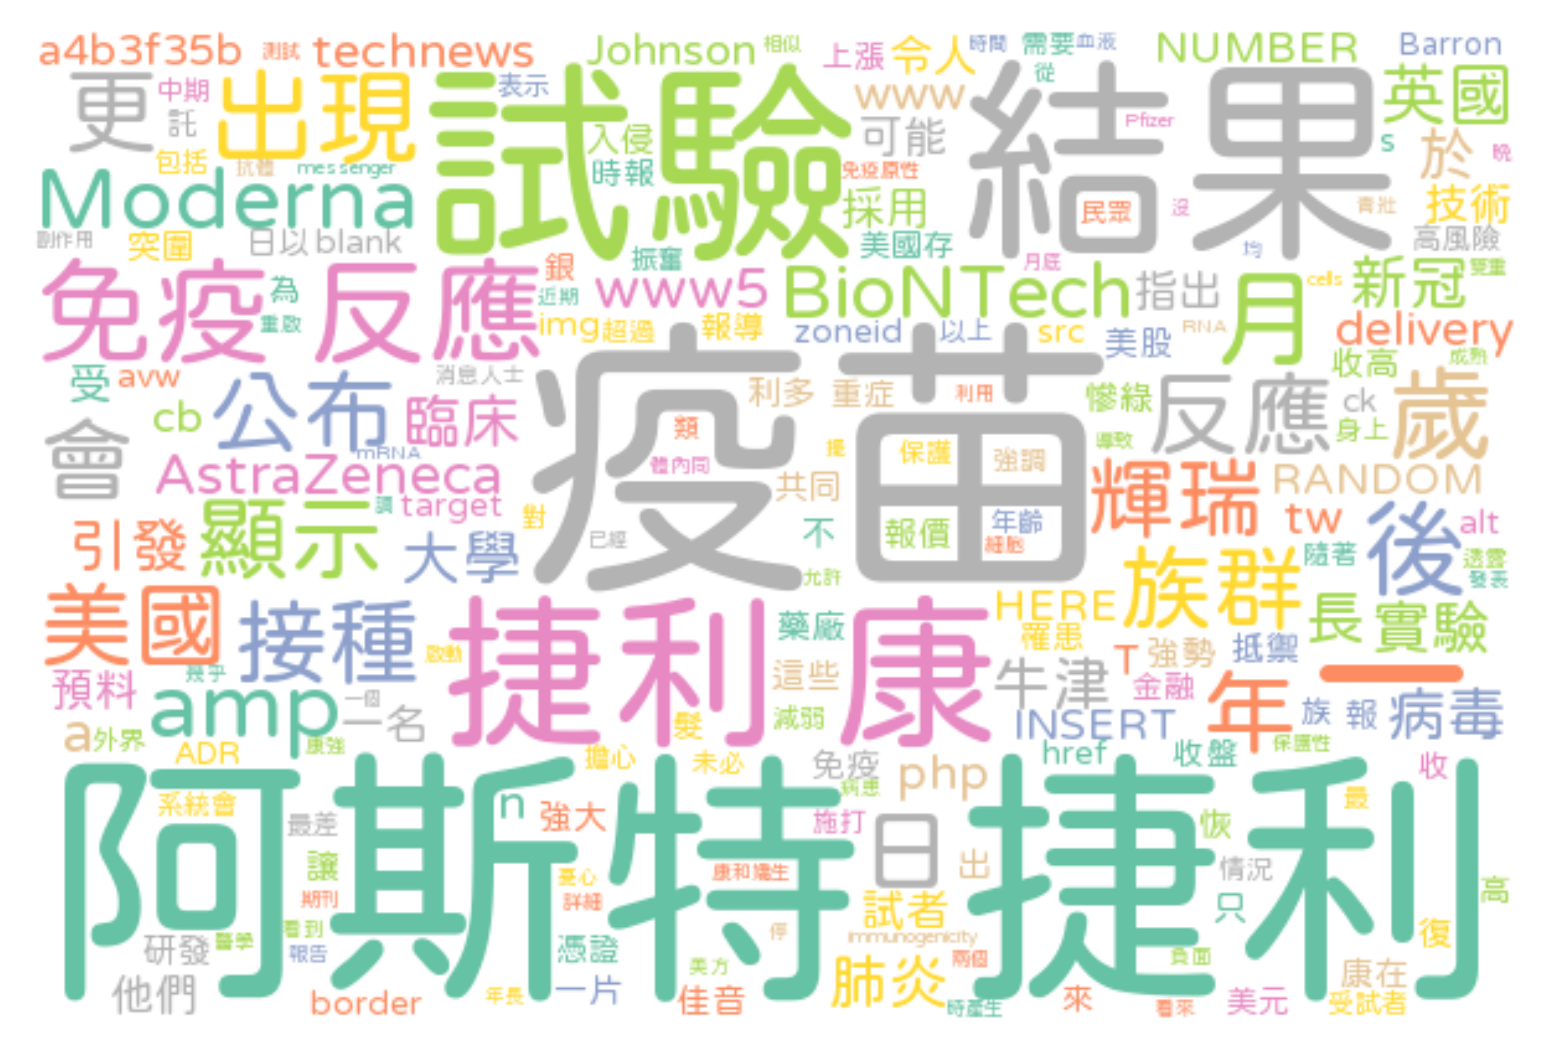 a4b3f35b 測試 technews Johnson 相似 上漲 令人 時間 需要 血液 NUMBER Barron
更 中期 出現 表示 試驗 www 結果 從 英國
託 入侵 可能 Pfizer s 於 晚
包括 抗體 messenger 時報 免疫原性
Moderna 採用 民眾 沒 青壯 技術
副作用 突圍 日以 blank 美國存 均 高風險
免疫反應 為 銀 振奮 月底 BioNTech 指出 月 cells 新冠 雙重
重啟 近期 www5
img 超過 報導 zoneid 以上 src 美股 RNA delivery
受 avw 消息人士 疫苗 收高 成熟
cb 公布 臨床 利多 重症 利用 慘綠 反應 ck 歲
會 mRNA 類 提 保護 強調 導致 身上
AstraZeneca 體內同 共同 輝瑞 RANDOM
引發 顯示 調 target 對 不 報價 年齡 tw 後 alt
大學 已經 細胞 族群 隨著 透露
允許 發表
美國 接種 捷利康 藥廠 HERE 長 實驗
幾乎 啟動 罹患 T 強勢 抵禦 一
預料 amp 一個 這些 牛津 金融 年
a 外界 一名 髮 減弱 INSERT 族 報 病毒
ADR 康強 擔心 未必 免疫 php href 收盤 保護性 收
阿斯特捷利 病患
系統會 n 強大 施打 日 恢 最
最差 讓 康和嬌生 出 情況
期刊 憂心 詳細 試者 只 高
研發 醫學 看到 報告 憑證 停 immunogenicity 兩個 負面 復
他們 border 年長 一片 美方 佳音 肺炎 時產生 來 看來 美元 康在
受試者